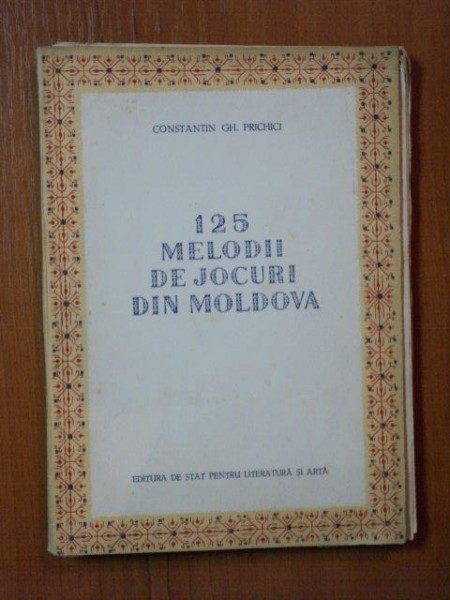 CONSTANTIN GH. PRICHICI
125
MELODII
DE JOCURI
DIN MOLDOVA
EDITURA DE STAT PENTRU LITERATURĂ ȘI ARTĂ